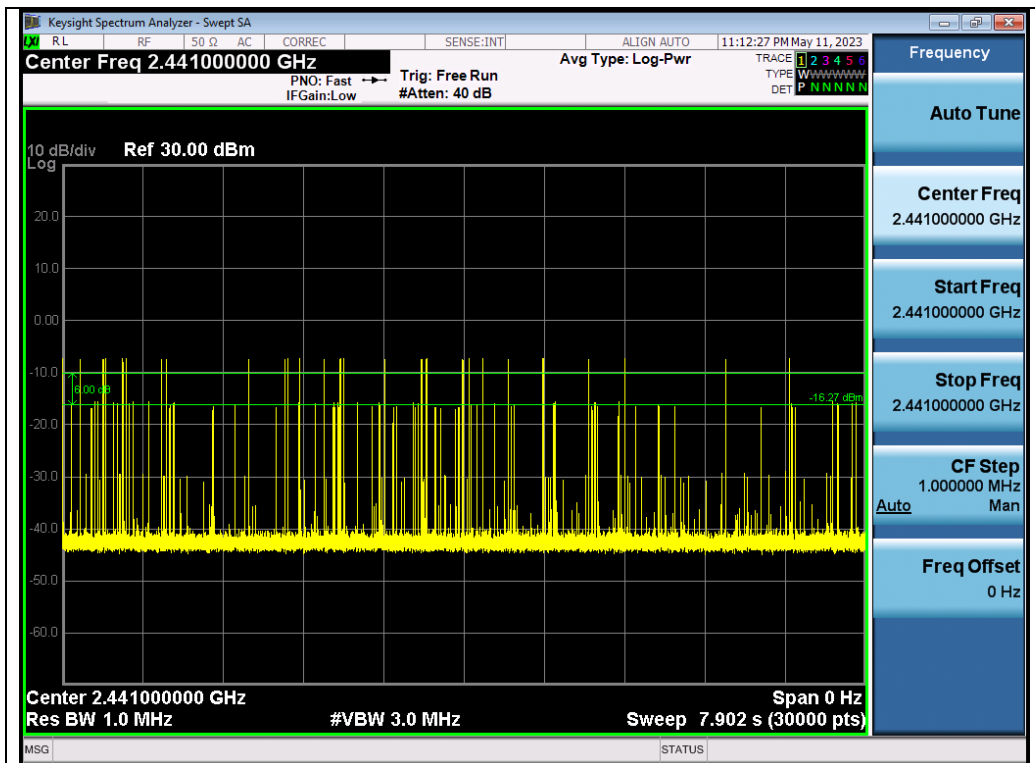 Keysight Spectrum Analyzer - Swept SA
LXI RL RF 50 Ω AC CORREC SENSE:INT ALIGN AUTO 11:12:27 PM May 11, 2023
Center Freq 2.441000000 GHz
PNO: Fast
IFGain:Low
Trig: Free Run
#Atten: 40 dB
Avg Type: Log-Pwr
TRACE 1 2 3 4 5 6
TYPE WWWWWW
DET P N N N N N
10 dB/div
Log
Ref 30.00 dBm
20.0
10.0
0.00
-10.0
6.00 dB
-16.27 dBm
-20.0
-30.0
-40.0
-50.0
-60.0
Center 2.441000000 GHz
Span 0 Hz
Res BW 1.0 MHz
#VBW 3.0 MHz
Sweep 7.902 s (30000 pts)
MSG
STATUS
Frequency
Auto Tune
Center Freq
2.441000000 GHz
Start Freq
2.441000000 GHz
Stop Freq
2.441000000 GHz
CF Step
1.000000 MHz
Auto Man
Freq Offset
0 Hz